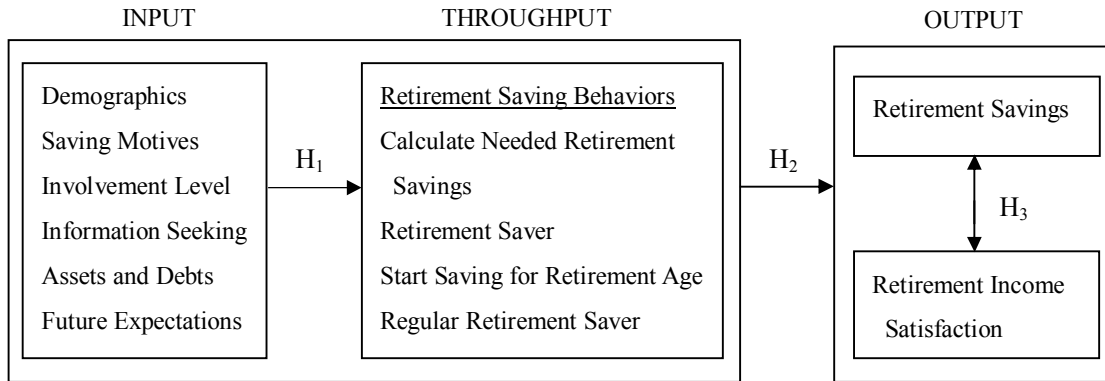 INPUT
THROUGHPUT
OUTPUT
Demographics
Saving Motives
Involvement Level
Information Seeking
Assets and Debts
Future Expectations
H1
Retirement Saving Behaviors
Calculate Needed Retirement
Savings
Retirement Saver
Start Saving for Retirement Age
Regular Retirement Saver
H2
Retirement Savings
H3
Retirement Income
Satisfaction